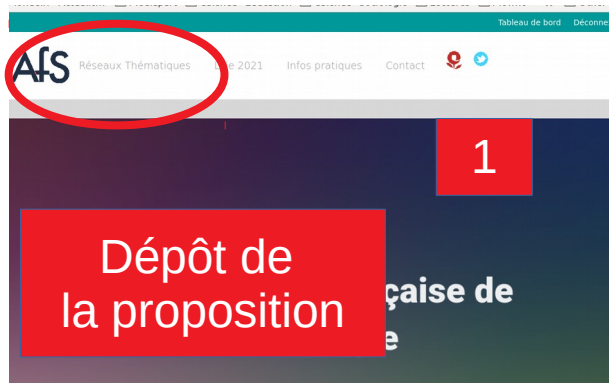 Tableau de bord
AfS Réseaux Thématiques 2021 Infos pratiques Contact
1
Dépôt de
la proposition
çaise de
e